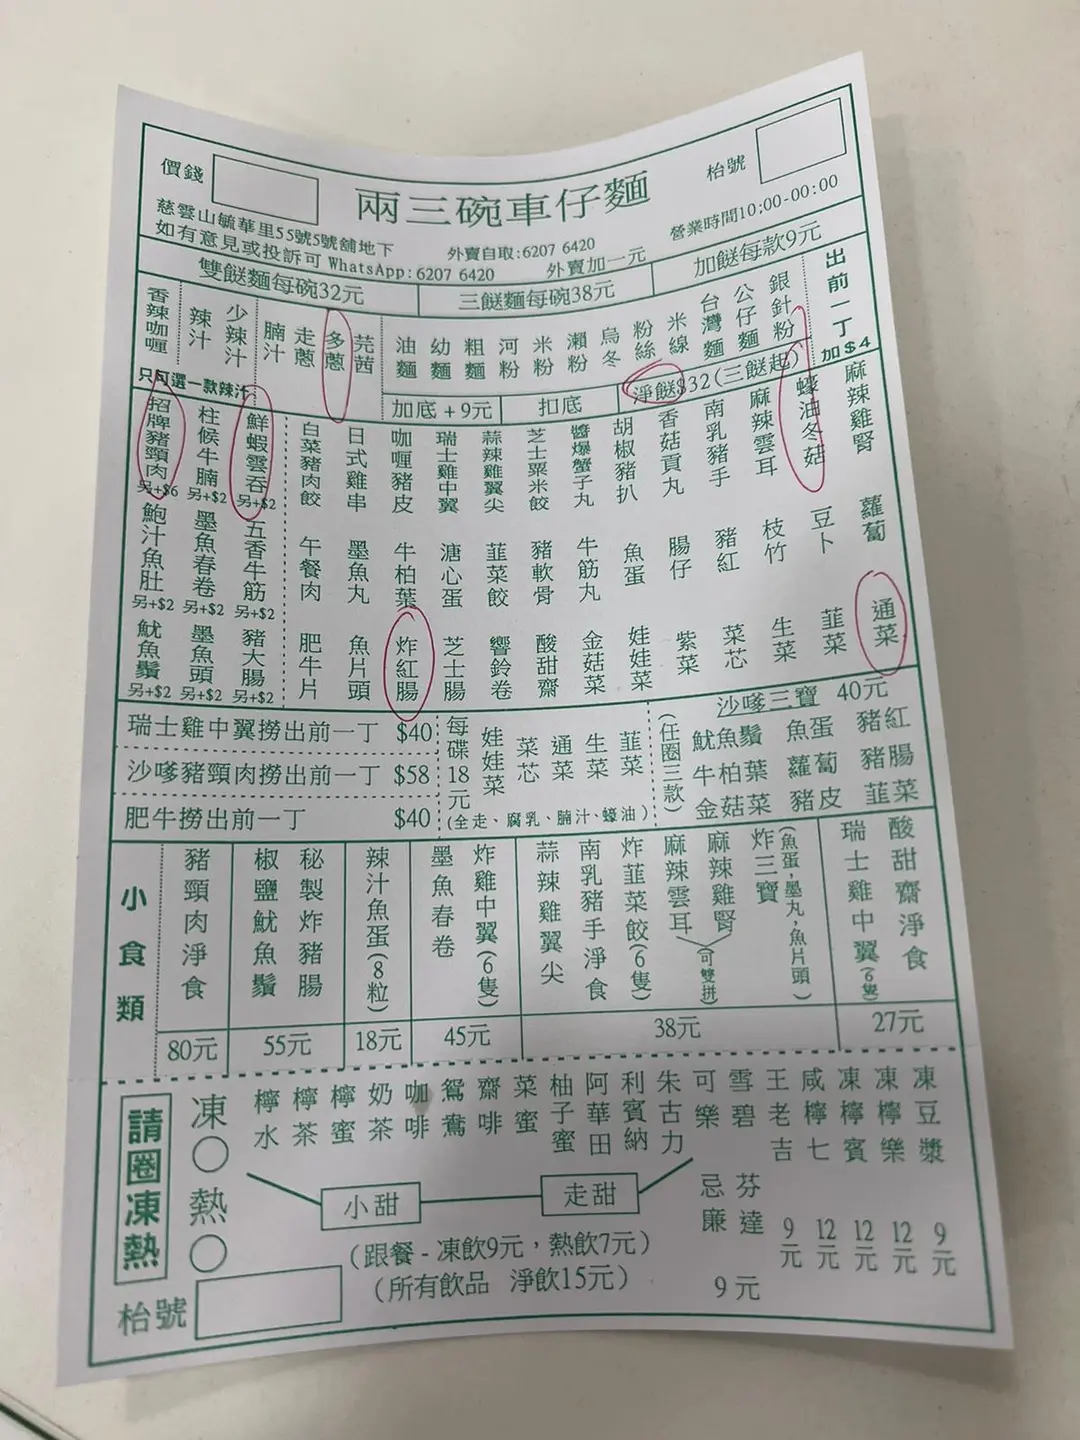 價錢
兩三碗車仔麵
枱號
慈雲山毓華里55號5號舖地下
外賣自取:6207 6420
營業時間10:00-00:00
如有意見或投訴可WhatsApp:6207 6420
外賣加一元
雙餸麵每碗32元
三餸麵每碗38元
加餸每款9元
出前一丁 加$4
香辣咖喱
辣汁
少辣汁
腩汁
走蔥
多蔥
芫茜
只可選一款辣汁
油麵
幼麵
粗麵
河粉
米粉
瀨粉
烏冬
粉絲
米線
台灣麵
公仔麵
銀針粉
加底 +9元
扣底
淨餸$32(三餸起)
招牌豬頸肉 另+$6
柱候牛腩 另+$2
鮮蝦雲吞 另+$2
白菜豬肉餃
日式雞串
咖喱豬皮
瑞士雞中翼
蒜辣雞翼尖
芝士粟米餃
醬爆蟹子丸
胡椒豬扒
香菇貢丸
南乳豬手
麻辣雲耳
蠔油冬菇
麻辣雞腎
鮑汁魚肚 另+$2
墨魚春卷 另+$2
五香牛筋 另+$2
午餐肉
墨魚丸
牛柏葉
溏心蛋
韮菜餃
豬軟骨
牛筋丸
魚蛋
腸仔
豬紅
枝竹
豆卜
蘿蔔
魷魚鬚 另+$2
墨魚頭 另+$2
豬大腸 另+$2
肥牛片
魚片頭
炸紅腸
芝士腸
響鈴卷
酸甜齋
金菇菜
娃娃菜
紫菜
菜芯
生菜
韮菜
通菜
瑞士雞中翼撈出前一丁 $40
沙嗲豬頸肉撈出前一丁 $58
肥牛撈出前一丁 $40
每碟18元
娃娃菜
菜芯
通菜
生菜
韮菜
(全走、腐乳、腩汁、蠔油)
沙嗲三寶 40元
(任圈三款)
魷魚鬚 魚蛋 豬紅
牛柏葉 蘿蔔 豬腸
金菇菜 豬皮 韮菜
小食類
豬頸肉淨食
80元
椒鹽魷魚鬚
秘製炸豬腸
55元
辣汁魚蛋(8粒)
18元
墨魚春卷
炸雞中翼(6隻)
45元
蒜辣雞翼尖
南乳豬手淨食
炸韮菜餃(6隻)
麻辣雲耳
麻辣雞腎
(可雙拼)
炸三寶
(魚蛋,墨丸,魚片頭)
38元
瑞士雞中翼(6隻)
酸甜齋淨食
27元
請圈凍熱
凍
熱
檸水
檸茶
檸蜜
奶茶
咖啡
鴛鴦
齋啡
菜蜜
柚子蜜
阿華田
利賓納
朱古力
可樂
雪碧
忌廉
芬達
9元
王老吉 9元
咸檸七 12元
凍檸賓 12元
凍檸樂 12元
凍豆漿 9元
小甜
走甜
(跟餐 - 凍飲9元,熱飲7元)
(所有飲品 淨飲15元)
枱號